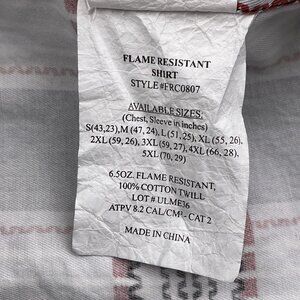 FLAME RESISTANT
SHIRT
STYLE #FRC0807
AVAILABLE SIZES:
(Chest, Sleeve in inches)
S(43,23),M (47, 24), L(51, 25), XL (55, 26),
2XL (59, 26), 3XL (59, 27), 4XL (66, 28),
5XL (70, 29)
6.5OZ. FLAME RESISTANT,
100% COTTON TWILL
LOT # ULME36
ATPV 8.2 CAL/CM² - CAT 2
MADE IN CHINA